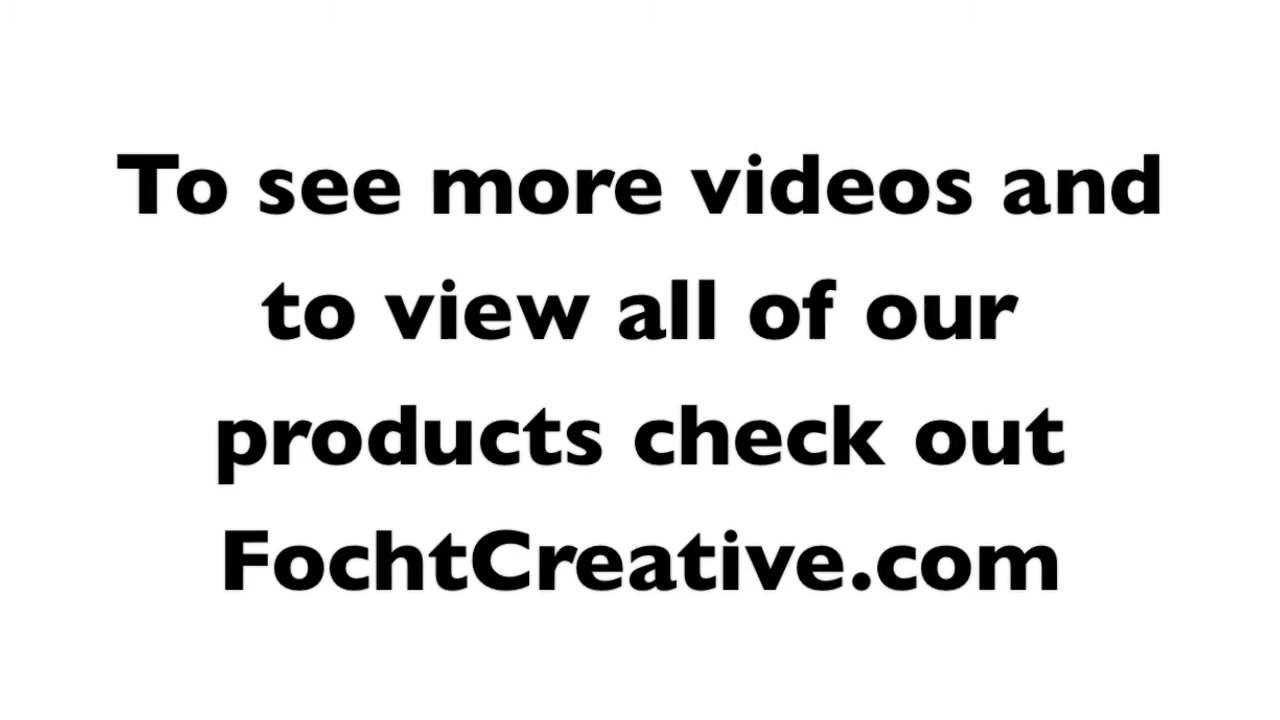 To see more videos and
to view all of our
products check out
FochtCreative.com